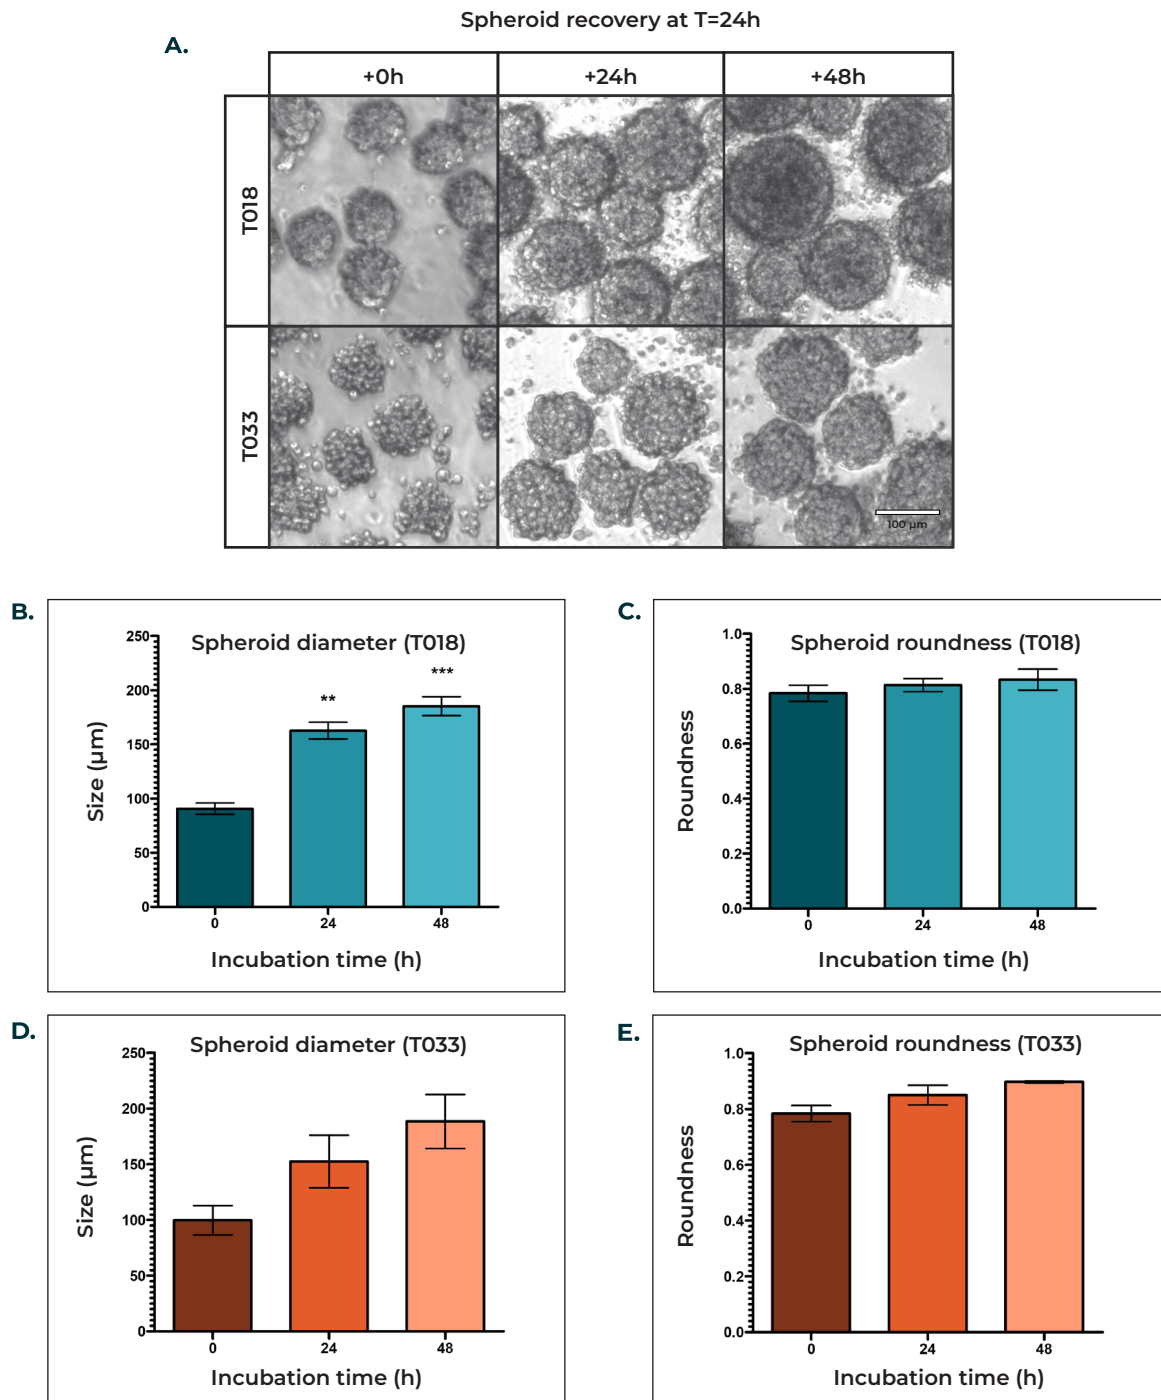 Spheroid recovery at T=24h
A.
+0h +24h +48h
T018
T033
100 µm
B.
Spheroid diameter (T018)
250
200
150
100
50
0
Size (µm)
** ***
0 24 48
Incubation time (h)
C.
Spheroid roundness (T018)
1.0
0.8
0.6
0.4
0.2
0.0
Roundness
0 24 48
Incubation time (h)
D.
Spheroid diameter (T033)
250
200
150
100
50
0
Size (µm)
0 24 48
Incubation time (h)
E.
Spheroid roundness (T033)
1.0
0.8
0.6
0.4
0.2
0.0
Roundness
0 24 48
Incubation time (h)